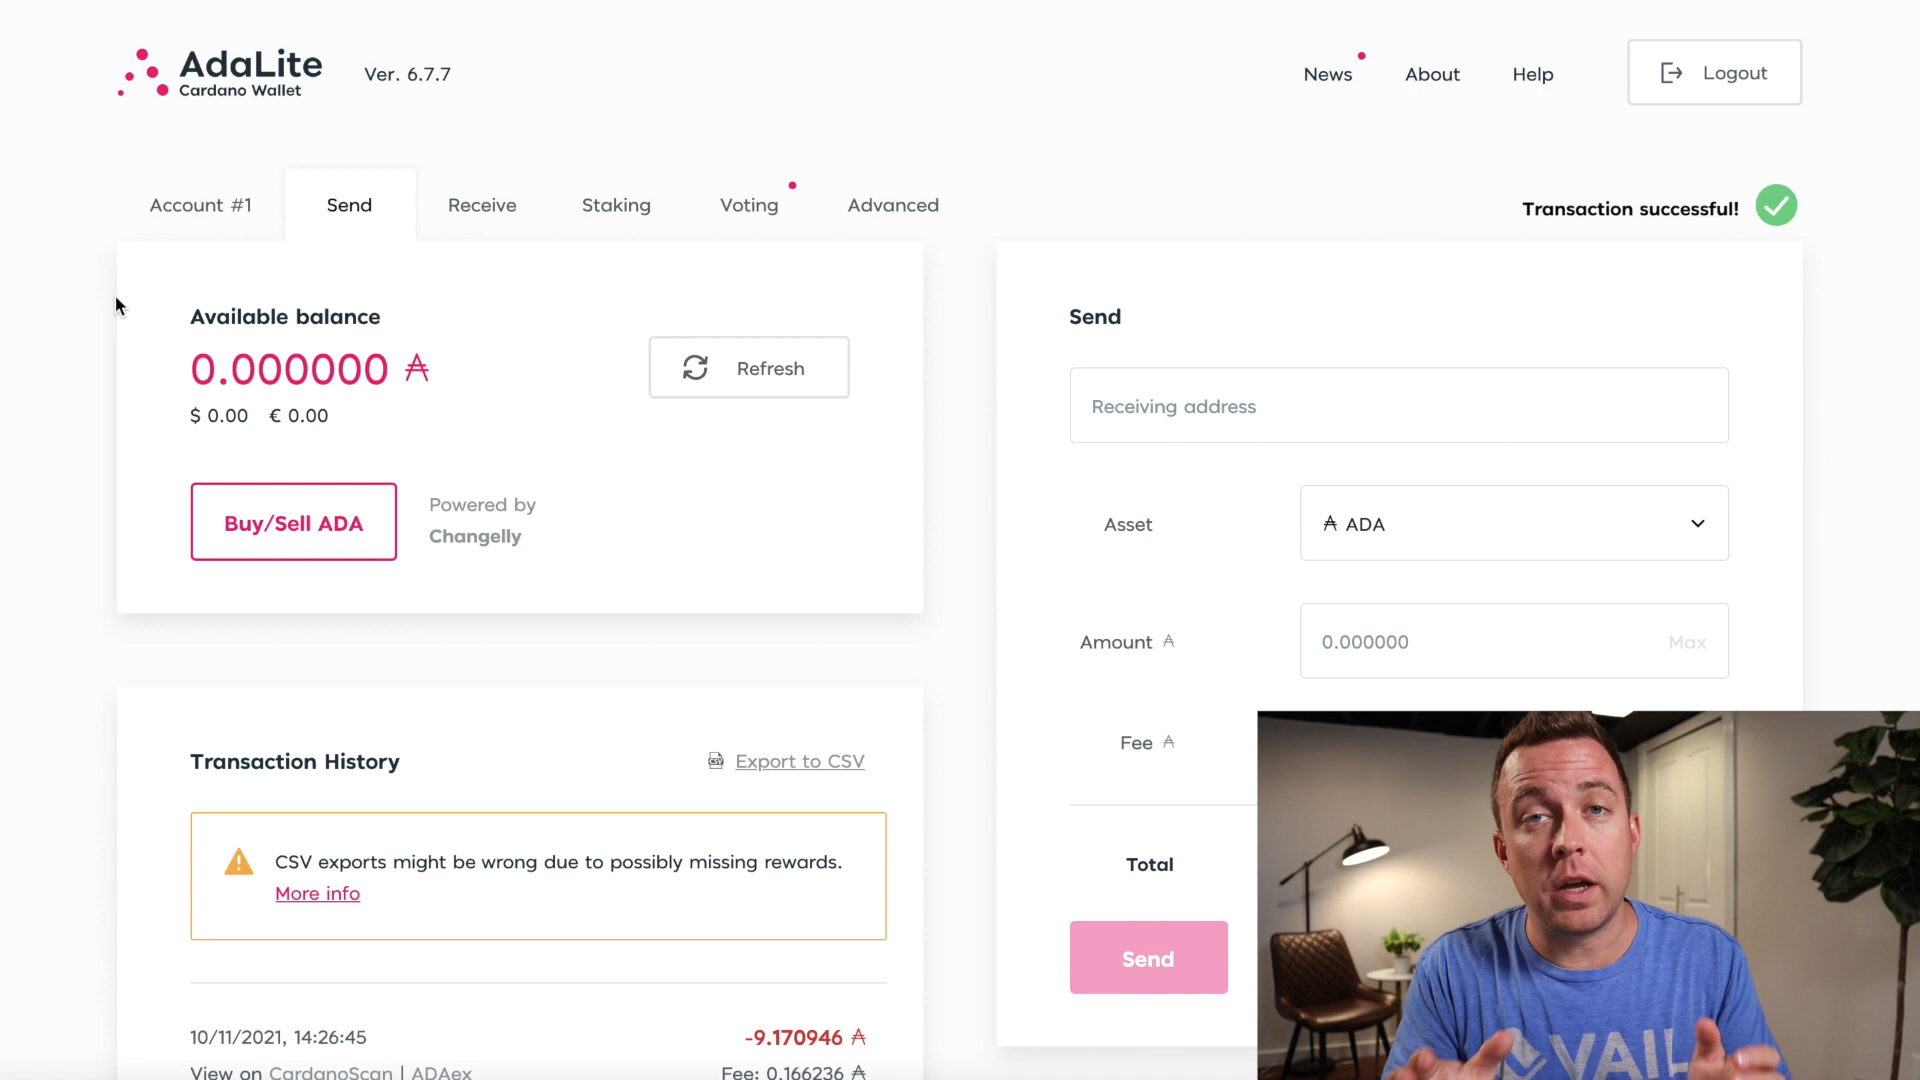 AdaLite
Cardano Wallet
Ver. 6.7.7
News
About
Help
Logout
Account #1
Send
Receive
Staking
Voting
Advanced
Transaction successful!
Available balance
0.000000 ₳
$ 0.00 € 0.00
Refresh
Buy/Sell ADA
Powered by
Changelly
Send
Receiving address
Asset
₳ ADA
Amount ₳
0.000000
Max
Fee ₳
Total
Send
Transaction History
CSV
Export to CSV
CSV exports might be wrong due to possibly missing rewards.
More info
10/11/2021, 14:26:45
-9.170946 ₳
View on CardanoScan | ADAex
Fee: 0.166236 ₳
VAIL